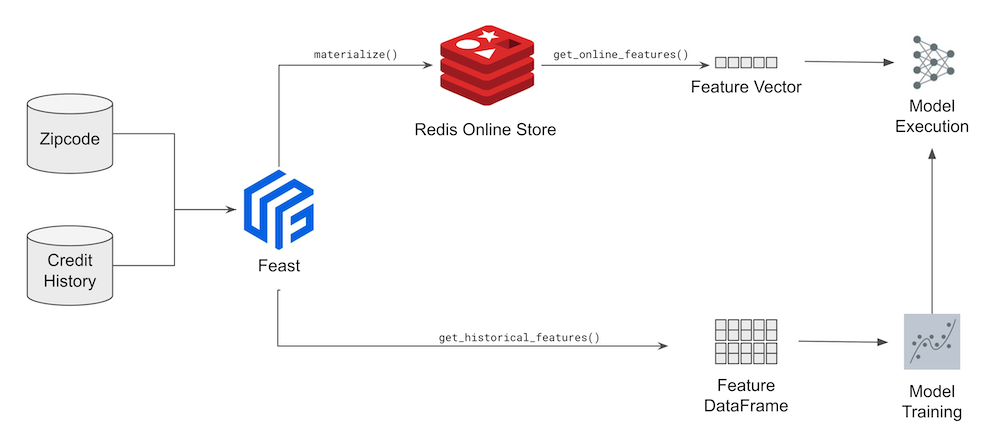 materialize()
get_online_features()
Feature Vector
Redis Online Store
Model
Execution
Zipcode
Credit
History
Feast
get_historical_features()
Feature
DataFrame
Model
Training